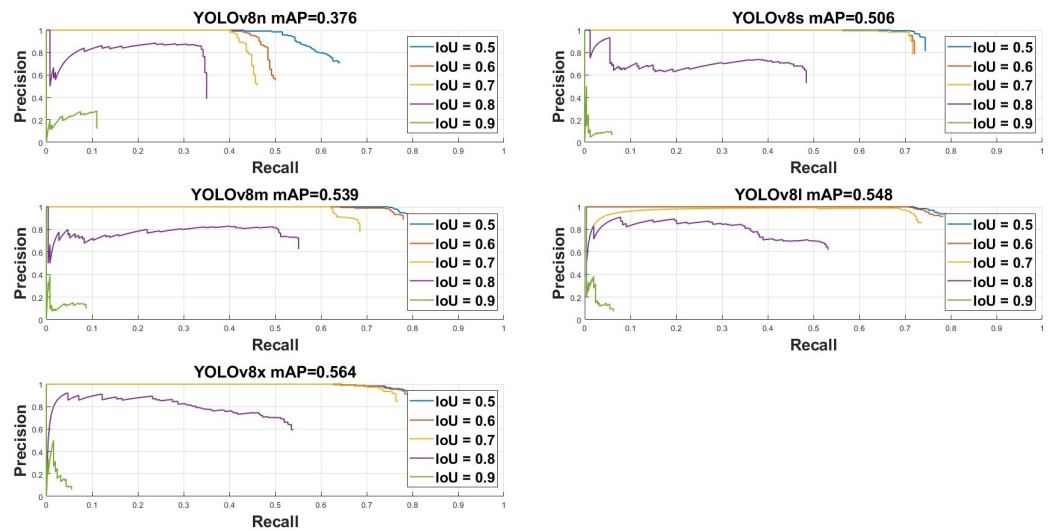 YOLOv8n mAP=0.376
Precision
1
0.8
0.6
0.4
0.2
0
0 0.1 0.2 0.3 0.4 0.5 0.6 0.7 0.8 0.9 1
Recall
IoU = 0.5
IoU = 0.6
IoU = 0.7
IoU = 0.8
IoU = 0.9
YOLOv8s mAP=0.506
Precision
1
0.8
0.6
0.4
0.2
0
0 0.1 0.2 0.3 0.4 0.5 0.6 0.7 0.8 0.9 1
Recall
IoU = 0.5
IoU = 0.6
IoU = 0.7
IoU = 0.8
IoU = 0.9
YOLOv8m mAP=0.539
Precision
1
0.8
0.6
0.4
0.2
0
0 0.1 0.2 0.3 0.4 0.5 0.6 0.7 0.8 0.9 1
Recall
IoU = 0.5
IoU = 0.6
IoU = 0.7
IoU = 0.8
IoU = 0.9
YOLOv8l mAP=0.548
Precision
1
0.8
0.6
0.4
0.2
0
0 0.1 0.2 0.3 0.4 0.5 0.6 0.7 0.8 0.9 1
Recall
IoU = 0.5
IoU = 0.6
IoU = 0.7
IoU = 0.8
IoU = 0.9
YOLOv8x mAP=0.564
Precision
1
0.8
0.6
0.4
0.2
0
0 0.1 0.2 0.3 0.4 0.5 0.6 0.7 0.8 0.9 1
Recall
IoU = 0.5
IoU = 0.6
IoU = 0.7
IoU = 0.8
IoU = 0.9